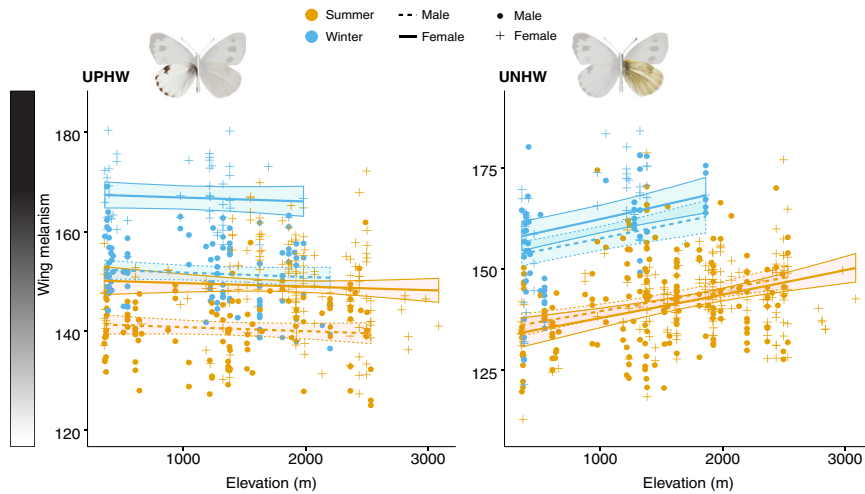 Summer Male Male
Winter Female Female
UPHW
UNHW
Wing melanism
180
160
140
120
1000 2000 3000
Elevation (m)
175
150
125
1000 2000 3000
Elevation (m)